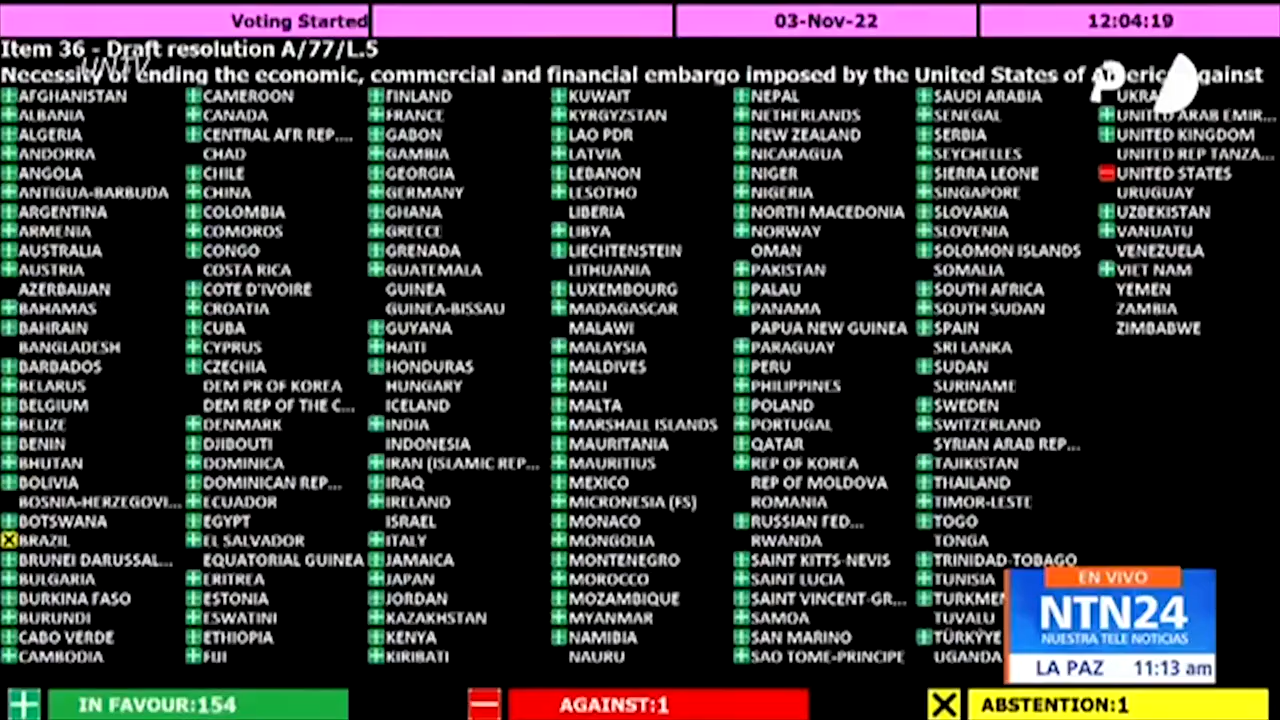 Voting Started 03-Nov-22 12:04:19
Item 36 - Draft resolution A/77/L.5
UNTV
Necessity of ending the economic, commercial and financial embargo imposed by the United States of America against
AFGHANISTAN CAMEROON FINLAND KUWAIT NEPAL SAUDI ARABIA
ALBANIA CANADA FRANCE KYRGYZSTAN NETHERLANDS SENEGAL UNITED ARAB EMIR...
ALGERIA CENTRAL AFR REP.... GABON LAO PDR NEW ZEALAND SERBIA UNITED KINGDOM
ANDORRA CHAD GAMBIA LATVIA NICARAGUA SEYCHELLES UNITED REP TANZA...
ANGOLA CHILE GEORGIA LEBANON NIGER SIERRA LEONE UNITED STATES
ANTIGUA-BARBUDA CHINA GERMANY LESOTHO NIGERIA SINGAPORE URUGUAY
ARGENTINA COLOMBIA GHANA LIBERIA NORTH MACEDONIA SLOVAKIA UZBEKISTAN
ARMENIA COMOROS GREECE LIBYA NORWAY SLOVENIA VANUATU
AUSTRALIA CONGO GRENADA LIECHTENSTEIN OMAN SOLOMON ISLANDS VENEZUELA
AUSTRIA COSTA RICA GUATEMALA LITHUANIA PAKISTAN SOMALIA VIET NAM
AZERBAIJAN COTE D'IVOIRE GUINEA LUXEMBOURG PALAU SOUTH AFRICA YEMEN
BAHAMAS CROATIA GUINEA-BISSAU MADAGASCAR PANAMA SOUTH SUDAN ZAMBIA
BAHRAIN CUBA GUYANA MALAWI PAPUA NEW GUINEA SPAIN ZIMBABWE
BANGLADESH CYPRUS HAITI MALAYSIA PARAGUAY SRI LANKA
BARBADOS CZECHIA HONDURAS MALDIVES PERU SUDAN
BELARUS DEM PR OF KOREA HUNGARY MALI PHILIPPINES SURINAME
BELGIUM DEM REP OF THE C... ICELAND MALTA POLAND SWEDEN
BELIZE DENMARK INDIA MARSHALL ISLANDS PORTUGAL SWITZERLAND
BENIN DJIBOUTI INDONESIA MAURITANIA QATAR SYRIAN ARAB REP...
BHUTAN DOMINICA IRAN (ISLAMIC REP... MAURITIUS REP OF KOREA TAJIKISTAN
BOLIVIA DOMINICAN REP... IRAQ MEXICO REP OF MOLDOVA THAILAND
BOSNIA-HERZEGOVI... ECUADOR IRELAND MICRONESIA (FS) ROMANIA TIMOR-LESTE
BOTSWANA EGYPT ISRAEL MONACO RUSSIAN FED... TOGO
BRAZIL EL SALVADOR ITALY MONGOLIA RWANDA TONGA
BRUNEI DARUSSAL... EQUATORIAL GUINEA JAMAICA MONTENEGRO SAINT KITTS-NEVIS TRINIDAD-TOBAGO
BULGARIA ERITREA JAPAN MOROCCO SAINT LUCIA TUNISIA
BURKINA FASO ESTONIA JORDAN MOZAMBIQUE SAINT VINCENT-GR...
BURUNDI ESWATINI KAZAKHSTAN MYANMAR SAMOA TUVALU
CABO VERDE ETHIOPIA KENYA NAMIBIA SAN MARINO TÜRKİYE
CAMBODIA FIJI KIRIBATI NAURU SAO TOME-PRINCIPE UGANDA
EN VIVO
NTN24
NUESTRA TELE NOTICIAS
LA PAZ 11:13 am
IN FAVOUR:154 AGAINST:1 ABSTENTION:1